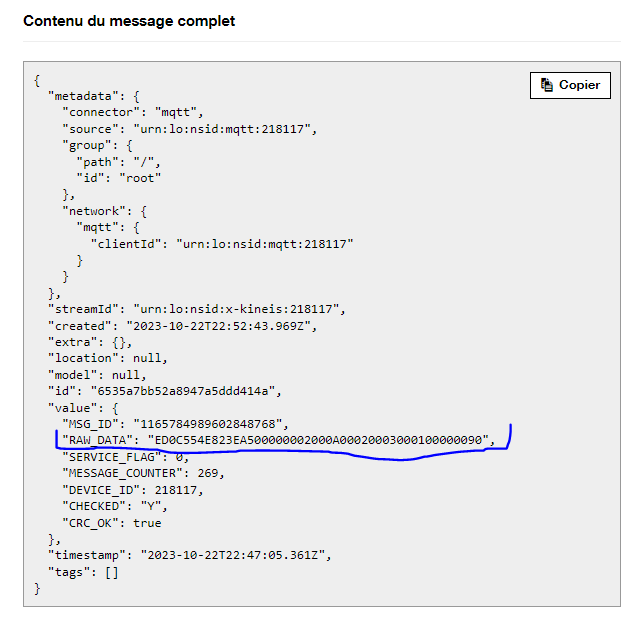 Contenu du message complet
Copier
{
  "metadata": {
    "connector": "mqtt",
    "source": "urn:lo:nsid:mqtt:218117",
    "group": {
      "path": "/",
      "id": "root"
    },
    "network": {
      "mqtt": {
        "clientId": "urn:lo:nsid:mqtt:218117"
      }
    }
  },
  "streamId": "urn:lo:nsid:x-kineis:218117",
  "created": "2023-10-22T22:52:43.969Z",
  "extra": {},
  "location": null,
  "model": null,
  "id": "6535a7bb52a8947a5ddd414a",
  "value": {
    "MSG_ID": "1165784989602848768",
    "RAW_DATA": "ED0C554E823EA500000002000A00020003000100000090",
    "SERVICE_FLAG": 0,
    "MESSAGE_COUNTER": 269,
    "DEVICE_ID": 218117,
    "CHECKED": "Y",
    "CRC_OK": true
  },
  "timestamp": "2023-10-22T22:47:05.361Z",
  "tags": []
}